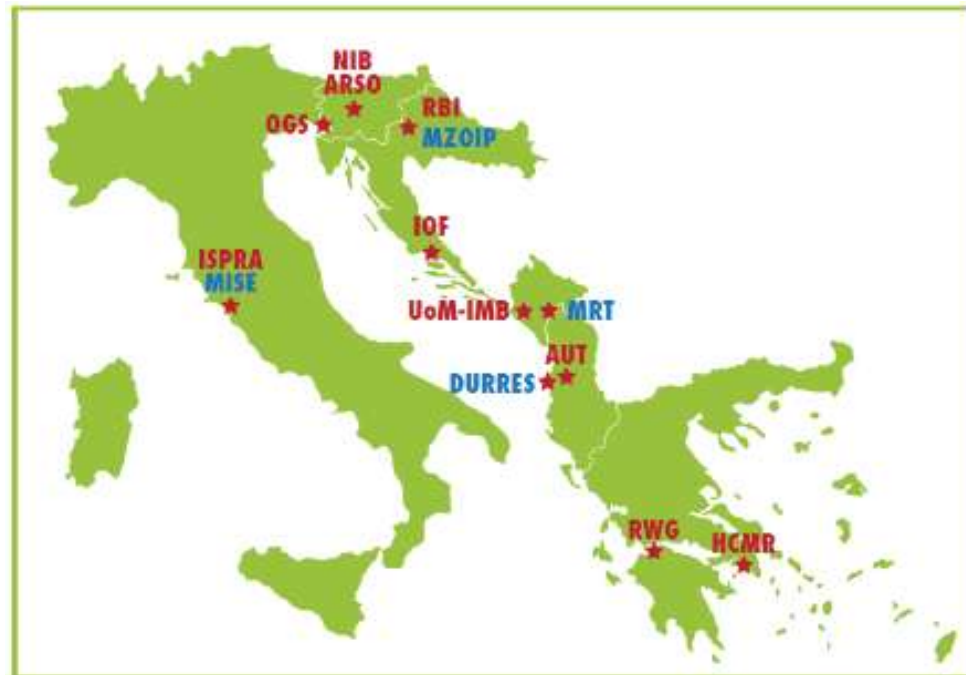 NIB
ARSO
OGS
RBI
MZOIP
IOF
ISPRA
MISE
UoM-IMB
MRT
AUT
DURRES
RWG
HCMR